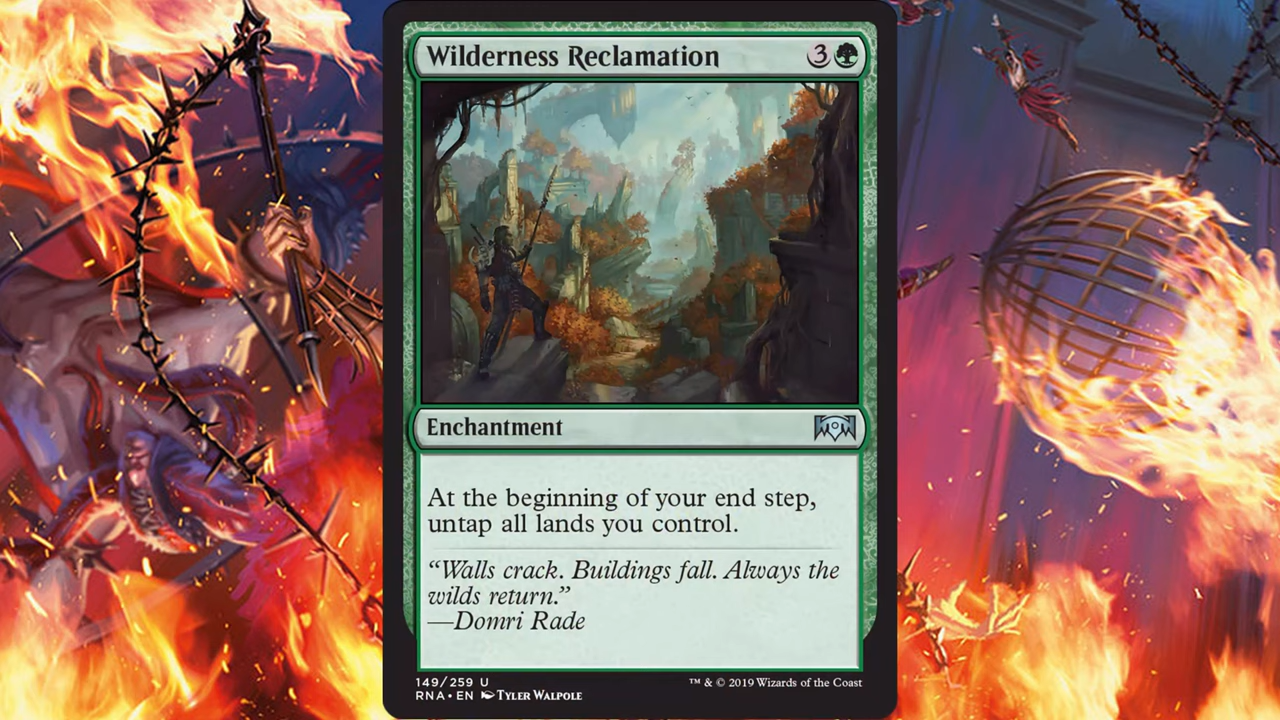 Wilderness Reclamation 3
Enchantment
At the beginning of your end step,
untap all lands you control.
“Walls crack. Buildings fall. Always the
wilds return.”
—Domri Rade
149/259 U
RNA • EN Tyler Walpole
™ & © 2019 Wizards of the Coast